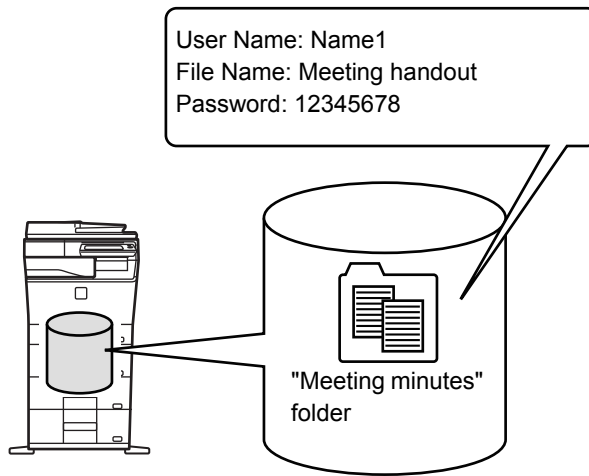 User Name: Name1
File Name: Meeting handout
Password: 12345678
"Meeting minutes"
folder